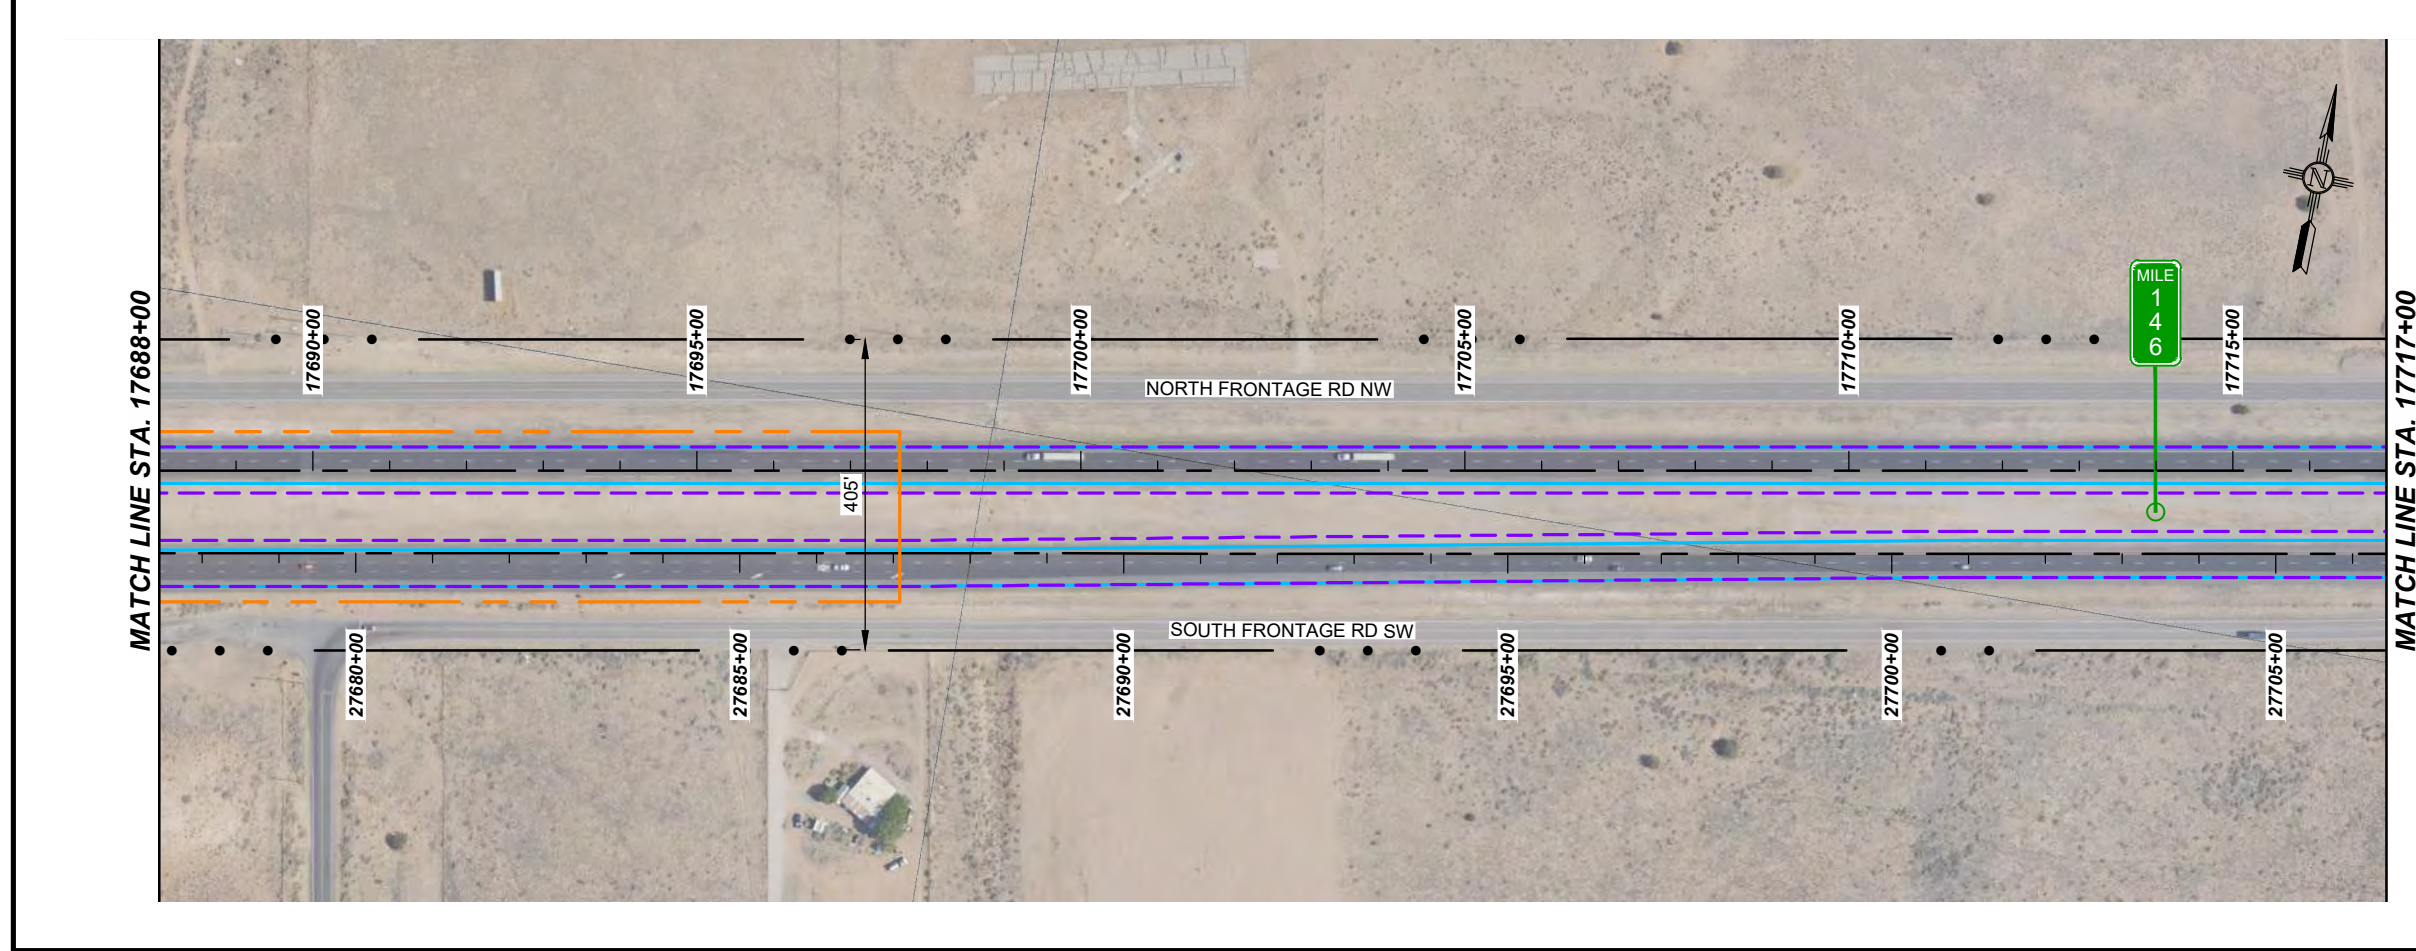 MATCH LINE STA. 17688+00
17690+00
17695+00
17700+00
17705+00
17710+00
17715+00
MILE
1
4
6
N
NORTH FRONTAGE RD NW
405'
SOUTH FRONTAGE RD SW
27680+00
27685+00
27690+00
27695+00
27700+00
27705+00
MATCH LINE STA. 17717+00